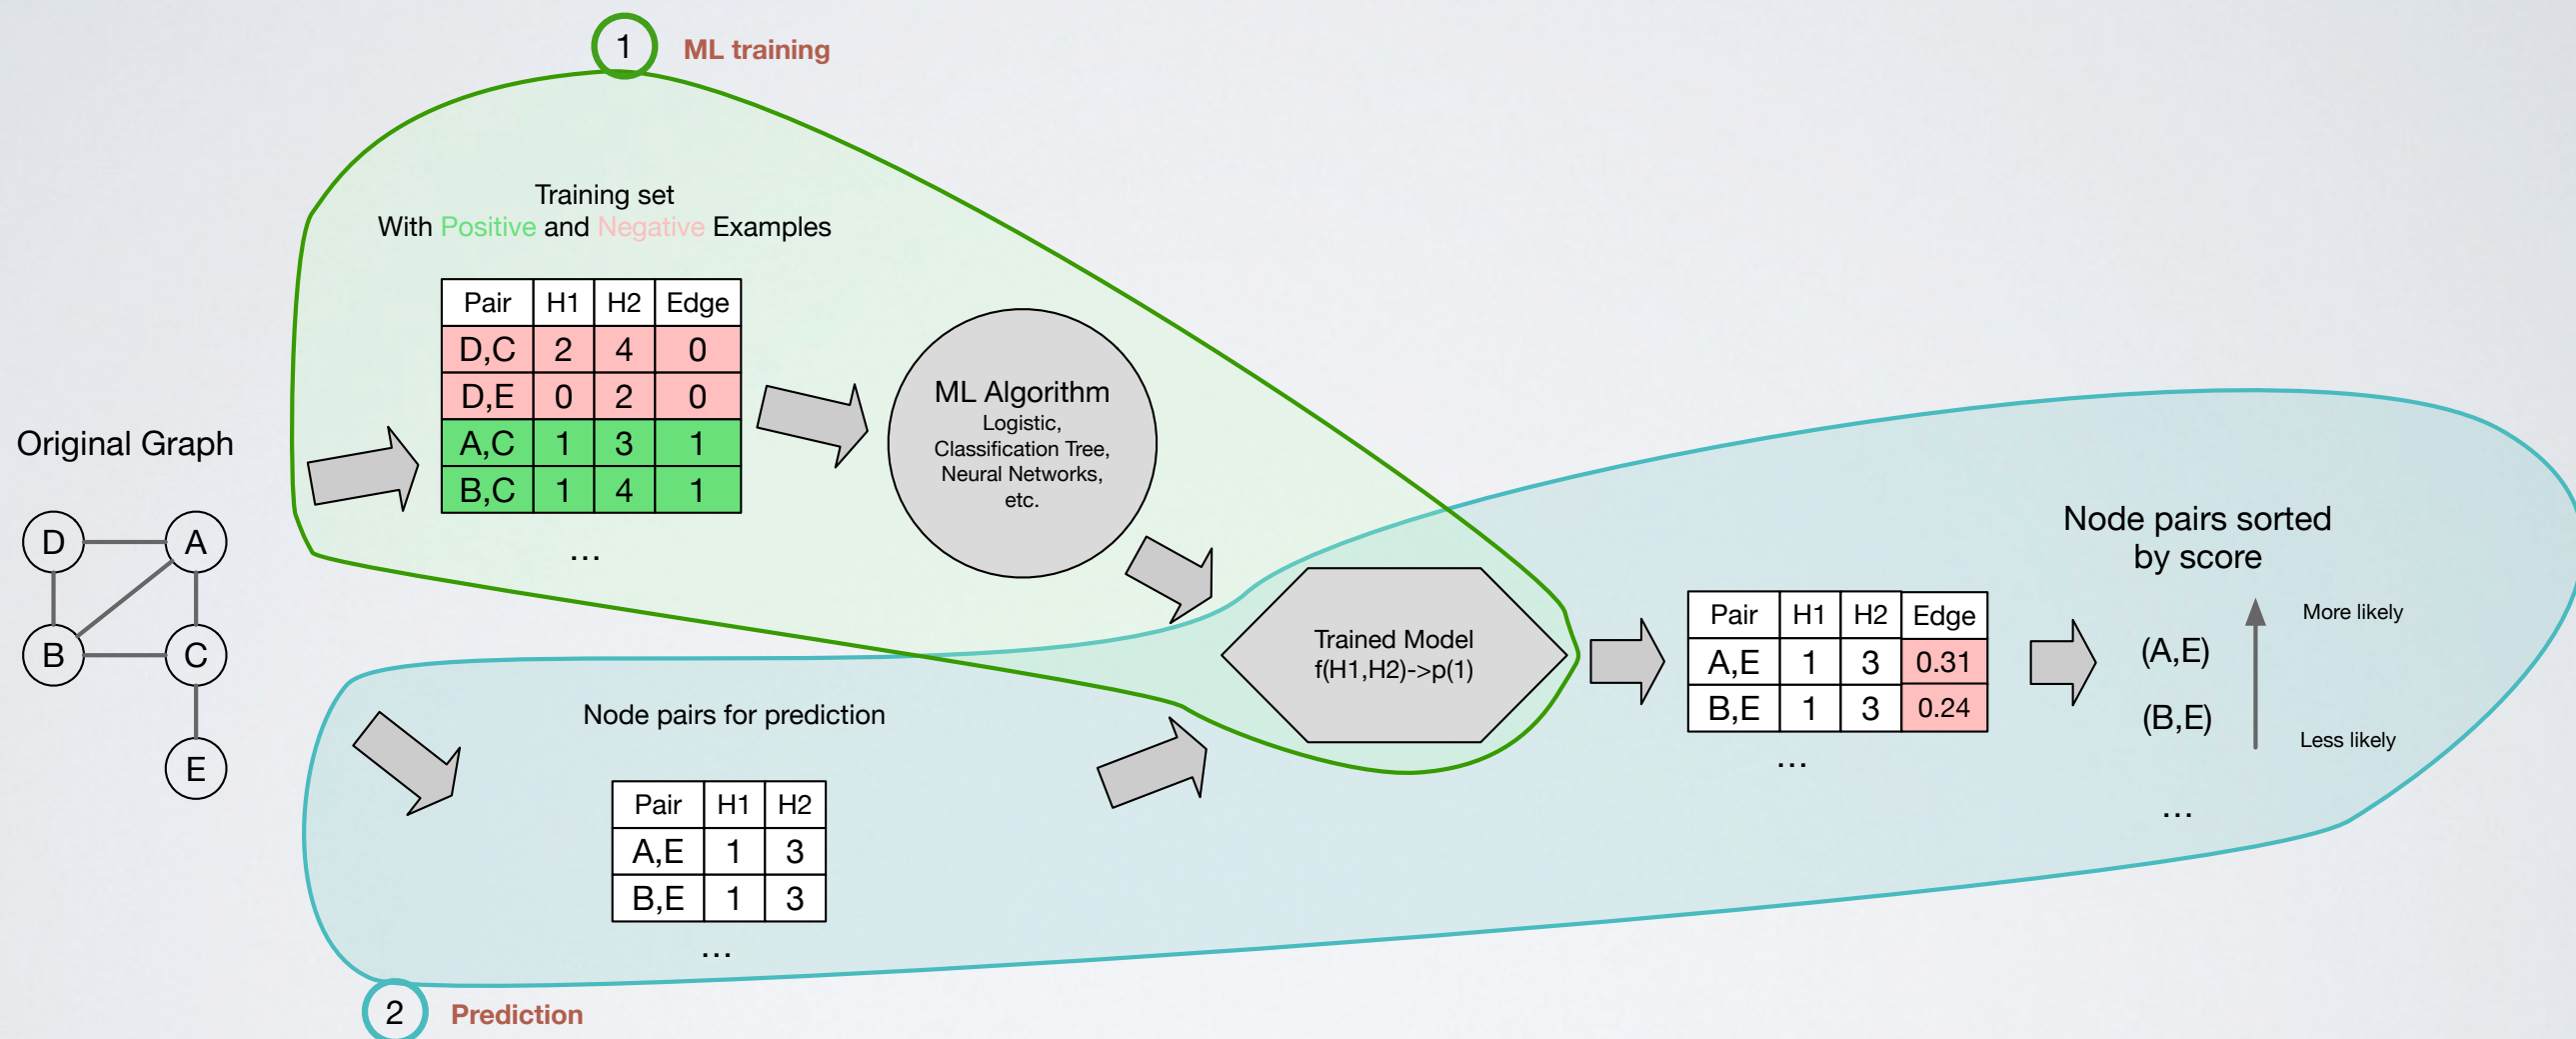 1
ML training
Training set
With Positive and Negative Examples
Pair H1 H2 Edge
D,C 2 4 0
D,E 0 2 0
A,C 1 3 1
B,C 1 4 1
...
ML Algorithm
Logistic,
Classification Tree,
Neural Networks,
etc.
Original Graph
D A
B C
E
Trained Model
f(H1,H2)->p(1)
Node pairs for prediction
Pair H1 H2
A,E 1 3
B,E 1 3
...
Pair H1 H2 Edge
A,E 1 3 0.31
B,E 1 3 0.24
...
Node pairs sorted
by score
More likely
(A,E)
(B,E)
Less likely
...
2
Prediction